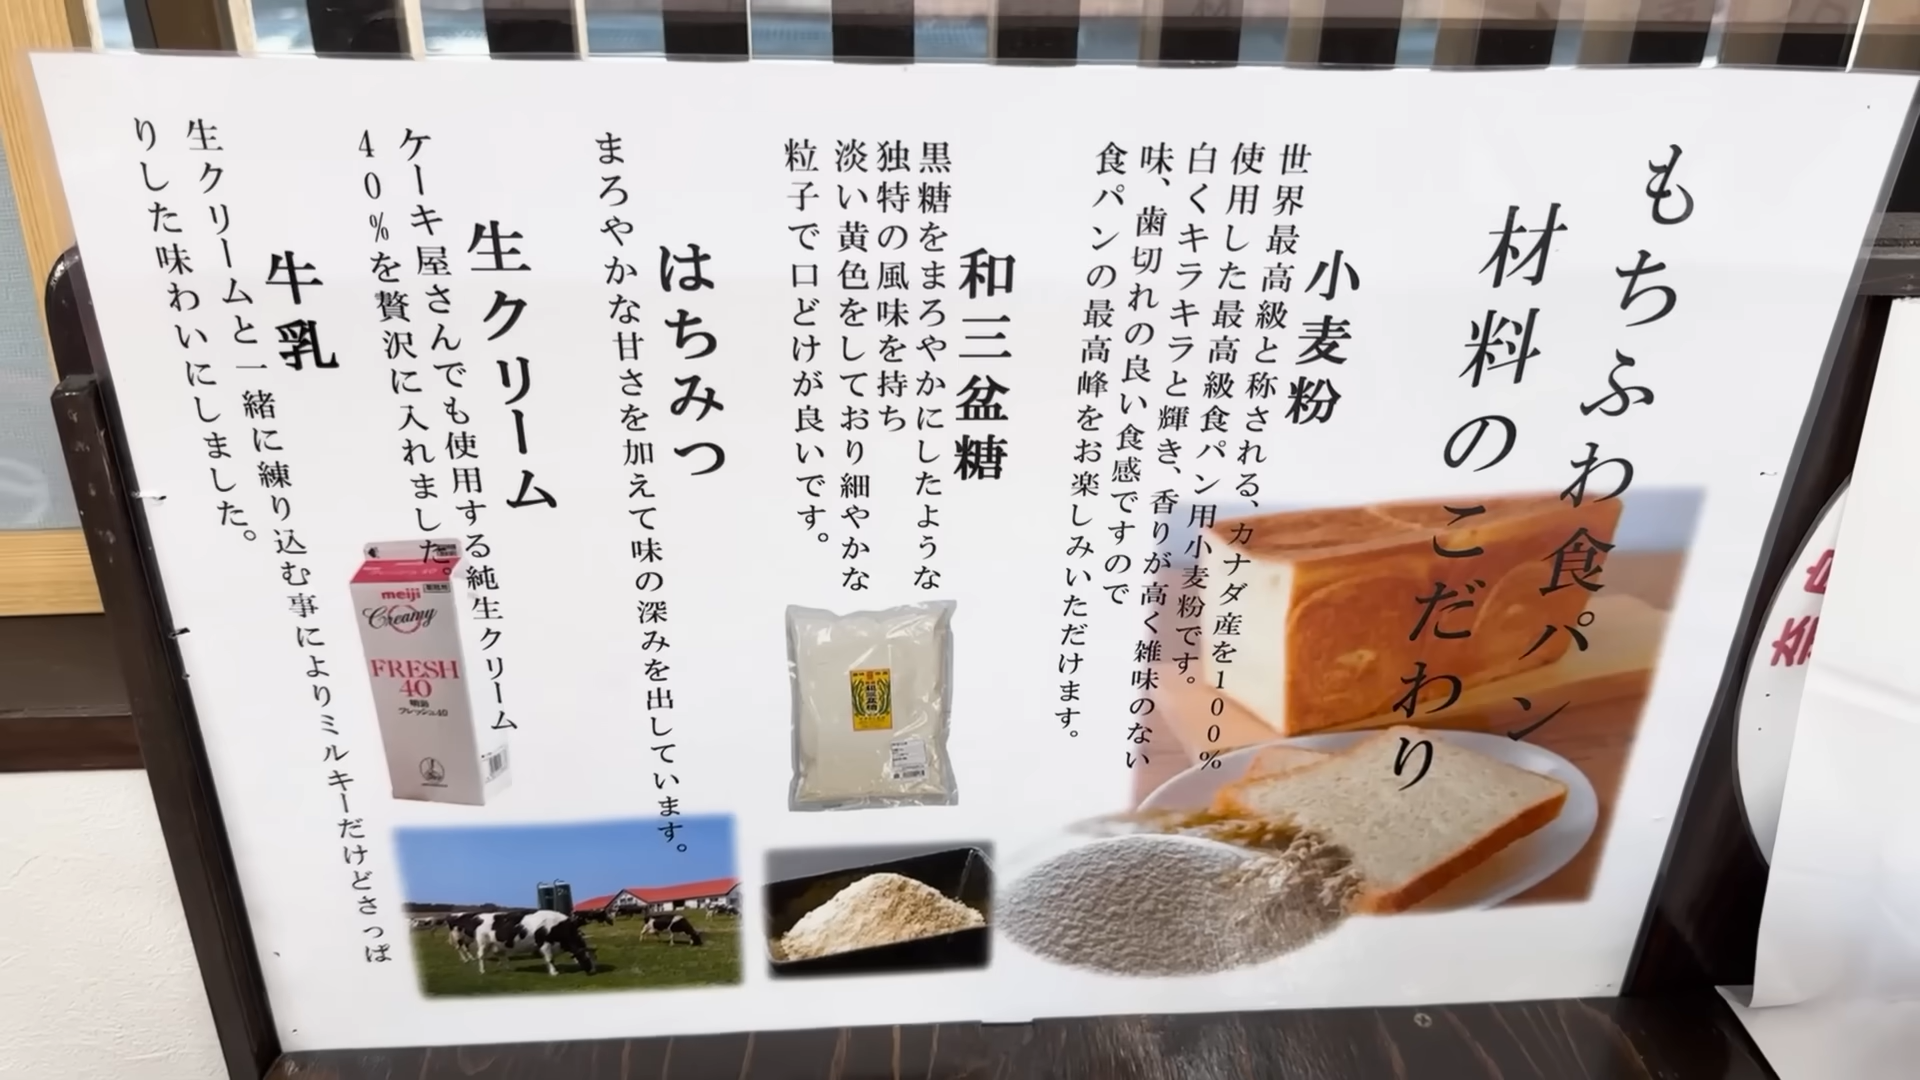 もちふわ食パン
材料のこだわり
小麦粉
世界最高級と称される、カナダ産を100%
使用した最高級食パン用小麦粉です。
白くキラキラと輝き、香りが高く雑味のない
味、歯切れの良い食感ですので
食パンの最高峰をお楽しみいただけます。
和三盆糖
黒糖をまろやかにしたような
独特の風味を持ち
淡い黄色をしており細やかな
粒子で口どけが良いです。
はちみつ
まろやかな甘さを加えて味の深みを出しています。
生クリーム
ケーキ屋さんでも使用する純生クリーム
40%を贅沢に入れました。
牛乳
生クリームと一緒に練り込む事によりミルキーだけどさっぱ
りした味わいにしました。
meiji
Creamy
FRESH
40
明治
フレッシュ40